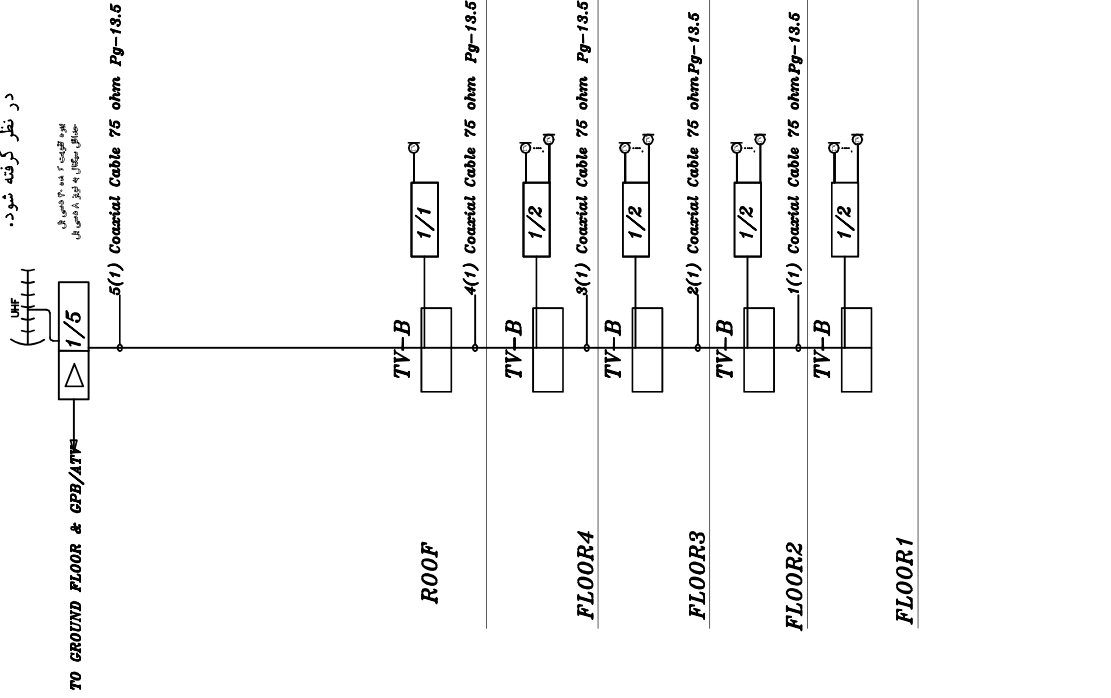 در نظر گرفته شود.
UHF
1/5
TO GROUND FLOOR & GPB/ATV
5(1) Coaxial Cable 75 ohm Pg-13.5
1/1
TV-B
ROOF
4(1) Coaxial Cable 75 ohm Pg-13.5
1/2
TV-B
FLOOR4
3(1) Coaxial Cable 75 ohm Pg-13.5
1/2
TV-B
FLOOR3
2(1) Coaxial Cable 75 ohm Pg-13.5
1/2
TV-B
FLOOR2
1(1) Coaxial Cable 75 ohm Pg-13.5
1/2
TV-B
FLOOR1